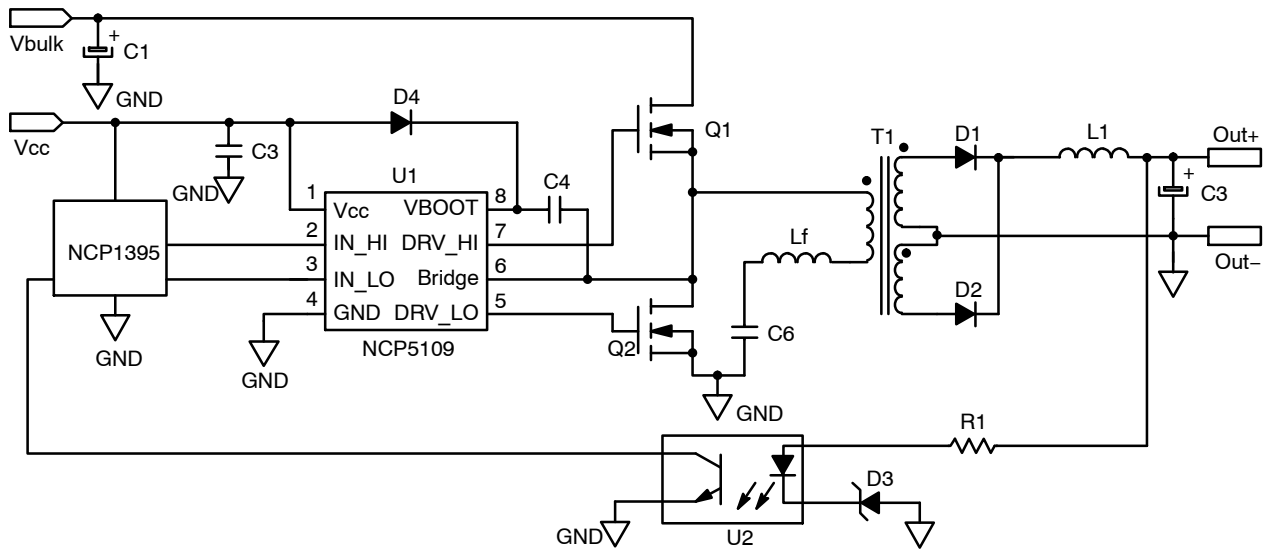 Vbulk
+
C1
GND
Vcc
D4
C3
GND
U1
1
Vcc
VBOOT
8
C4
2
IN_HI
DRV_HI
7
3
IN_LO
Bridge
6
4
GND
DRV_LO
5
NCP5109
NCP1395
GND
GND
Q1
Q2
Lf
C6
GND
T1
D1
D2
L1
Out+
+
C3
Out−
R1
D3
U2
GND